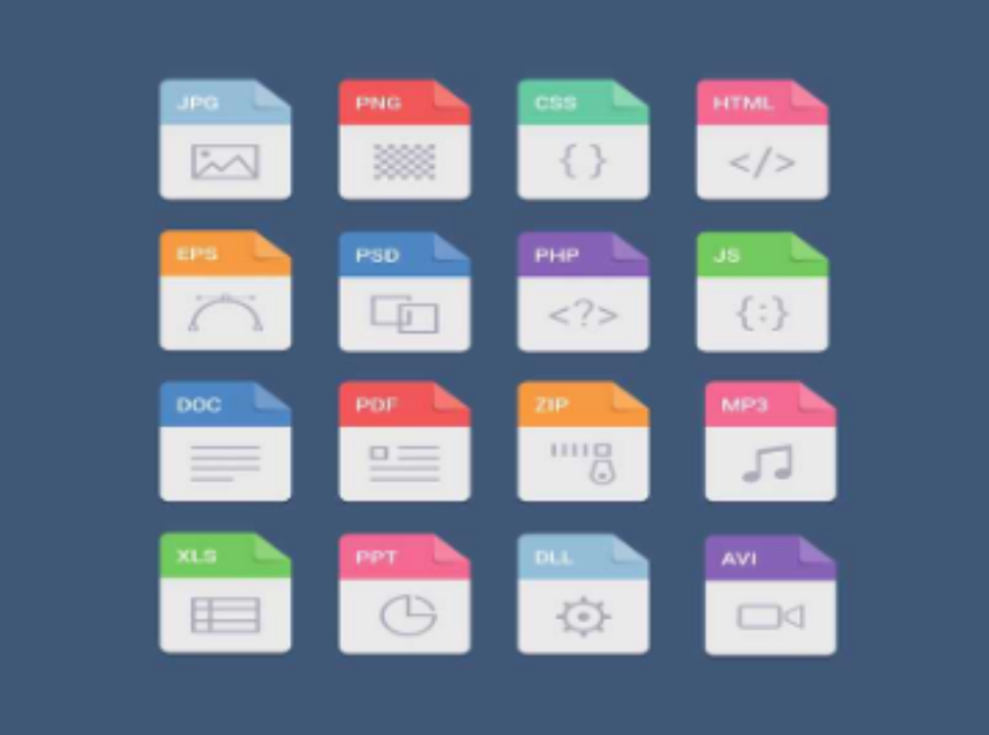 JPG PNG CSS HTML
EPS PSD PHP JS
DOC PDF ZIP MP3
XLS PPT DLL AVI